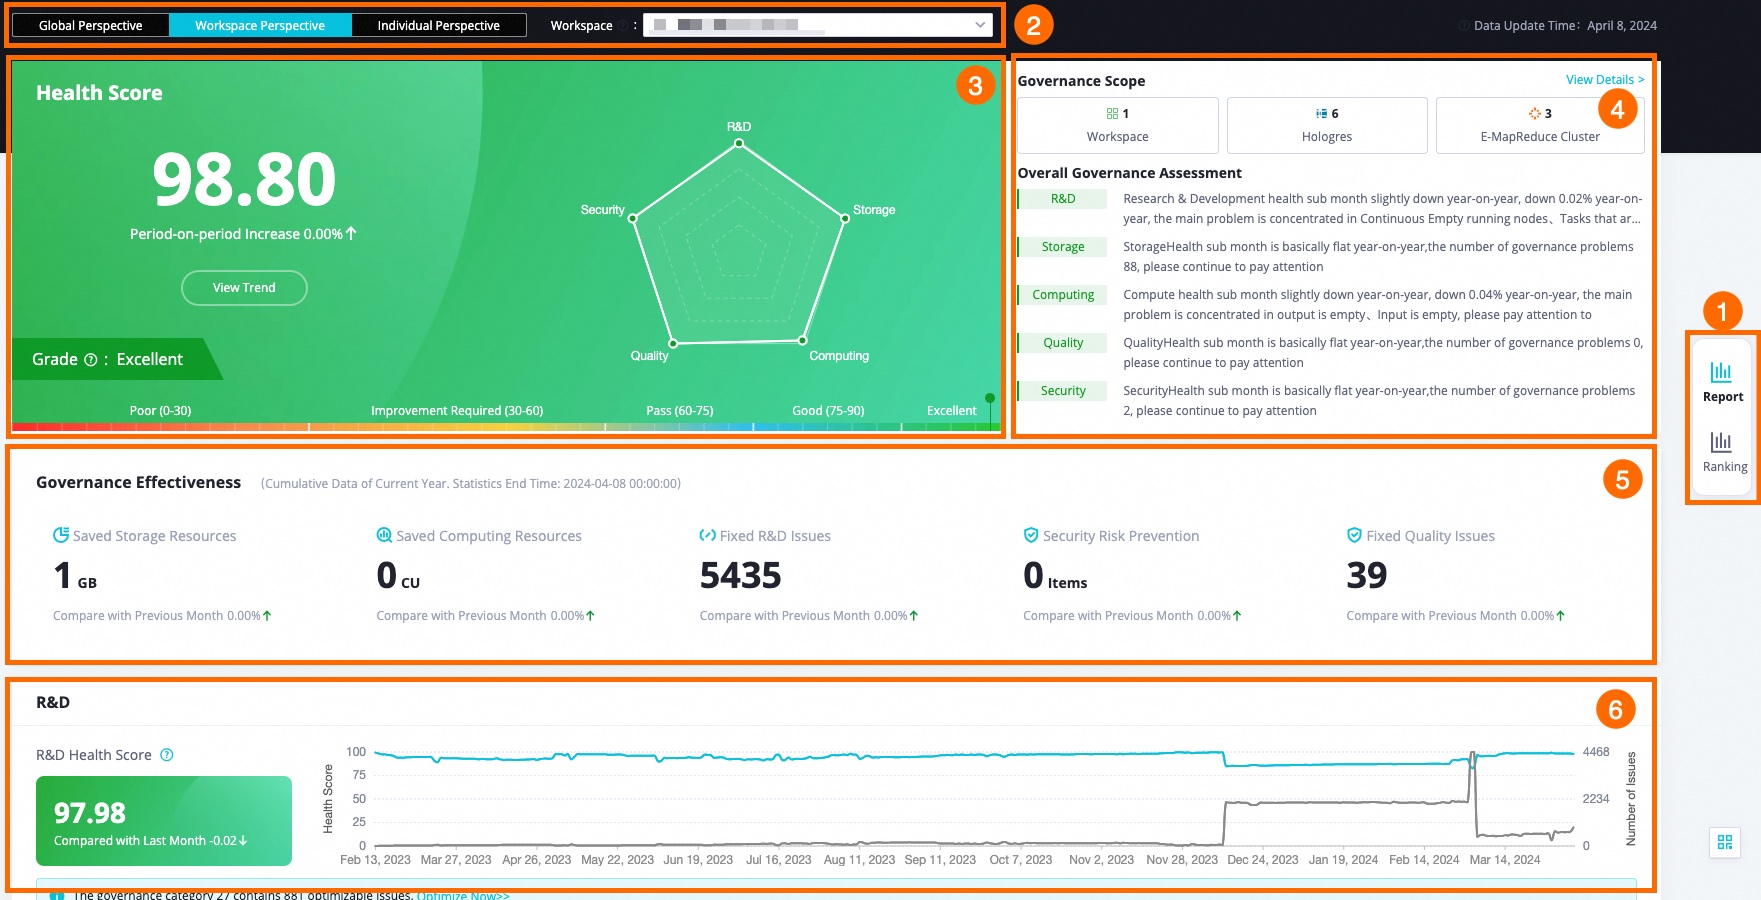 Global Perspective
Workspace Perspective
Individual Perspective
Workspace :
2
Data Update Time: April 8, 2024
Health Score
3
98.80
Period-on-period Increase 0.00%↑
View Trend
Grade ? : Excellent
R&D
Security
Storage
Quality
Computing
Poor (0-30)
Improvement Required (30-60)
Pass (60-75)
Good (75-90)
Excellent
Governance Scope
View Details >
4
1
Workspace
6
Hologres
3
E-MapReduce Cluster
Overall Governance Assessment
R&D
Research & Development health sub month slightly down year-on-year, down 0.02% year-on-
year, the main problem is concentrated in Continuous Empty running nodes、Tasks that ar...
Storage
StorageHealth sub month is basically flat year-on-year,the number of governance problems
88, please continue to pay attention
Computing
Compute health sub month slightly down year-on-year, down 0.04% year-on-year, the main
problem is concentrated in output is empty、Input is empty, please pay attention to
Quality
QualityHealth sub month is basically flat year-on-year,the number of governance problems 0,
please continue to pay attention
Security
SecurityHealth sub month is basically flat year-on-year,the number of governance problems
2, please continue to pay attention
1
Report
Ranking
Governance Effectiveness
(Cumulative Data of Current Year. Statistics End Time: 2024-04-08 00:00:00)
5
Saved Storage Resources
1 GB
Compare with Previous Month 0.00%↑
Saved Computing Resources
0 CU
Compare with Previous Month 0.00%↑
Fixed R&D Issues
5435
Compare with Previous Month 0.00%↑
Security Risk Prevention
0 Items
Compare with Previous Month 0.00%↑
Fixed Quality Issues
39
Compare with Previous Month 0.00%↑
R&D
6
R&D Health Score ?
97.98
Compared with Last Month -0.02↓
Health Score
100
75
50
25
0
4468
2234
0
Number of Issues
Feb 13, 2023
Mar 27, 2023
Apr 26, 2023
May 22, 2023
Jun 19, 2023
Jul 16, 2023
Aug 11, 2023
Sep 11, 2023
Oct 7, 2023
Nov 2, 2023
Nov 28, 2023
Dec 24, 2023
Jan 19, 2024
Feb 14, 2024
Mar 14, 2024
The governance category 27 contains 881 optimizable issues. Optimize Now>>